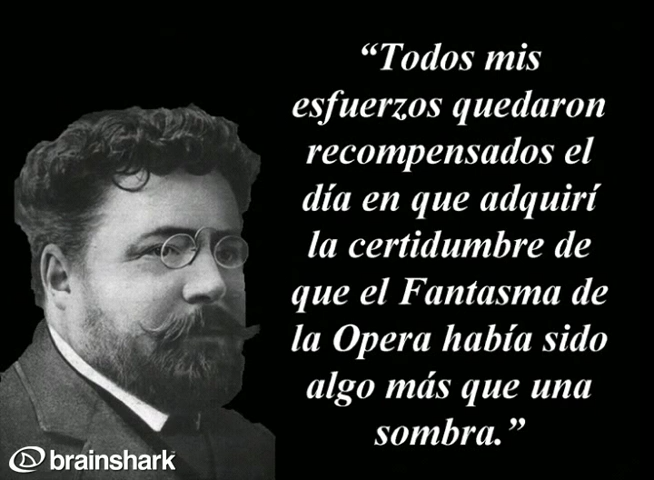 “Todos mis
esfuerzos quedaron
recompensados el
día en que adquirí
la certidumbre de
que el Fantasma de
la Opera había sido
algo más que una
sombra.”
brainshark